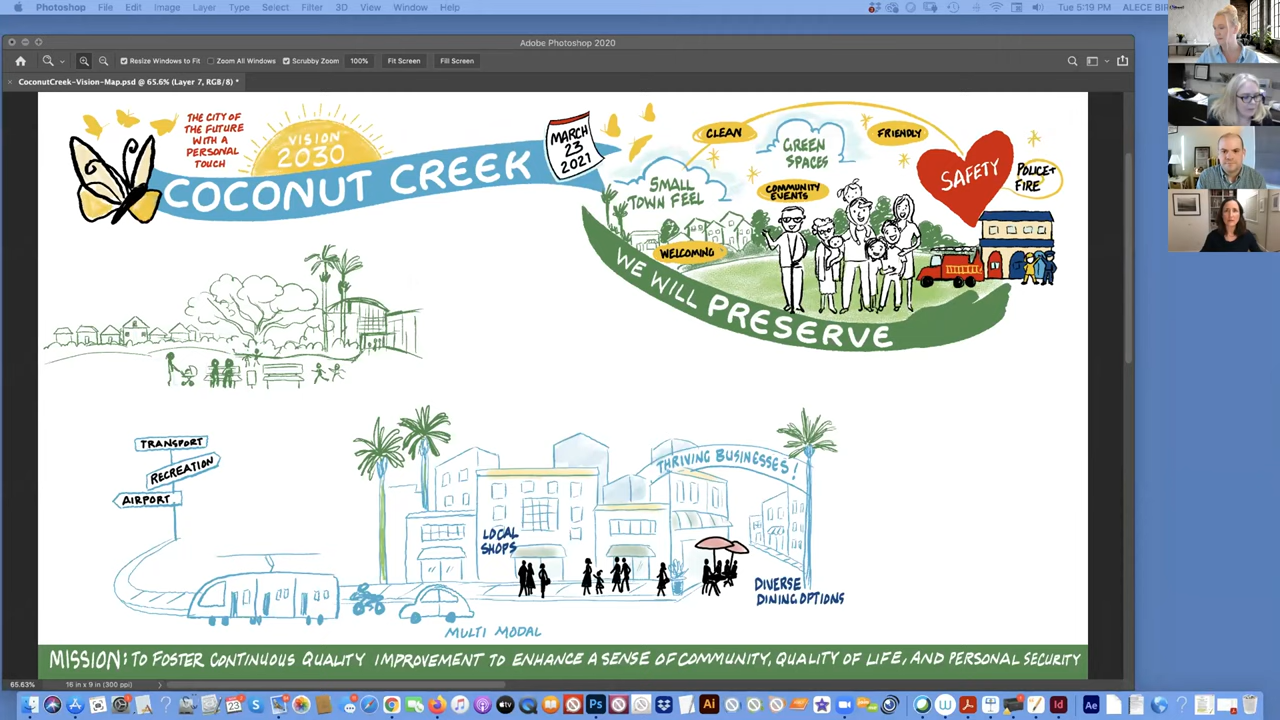 Photoshop File Edit Image Layer Type Select Filter 3D View Window Help
Tue 5:19 PM ALECE BIR
Adobe Photoshop 2020
Resize Windows to Fit Zoom All Windows Scrubby Zoom 100% Fit Screen Fill Screen
CoconutCreek-Vision-Map.psd @ 65.6% (Layer 7, RGB/8) *
THE CITY OF
THE FUTURE
WITH A
PERSONAL
TOUCH
VISION
2030
COCONUT CREEK
MARCH
23
2021
CLEAN
GREEN
SPACES
FRIENDLY
SMALL
TOWN FEEL
COMMUNITY
EVENTS
SAFETY
POLICE+
FIRE
WELCOMING
WE WILL PRESERVE
TRANSPORT
RECREATION
AIRPORT
THRIVING BUSINESSES!
LOCAL
SHOPS
DIVERSE
DINING OPTIONS
MULTI MODAL
MISSION: TO FOSTER CONTINUOUS QUALITY IMPROVEMENT TO ENHANCE A SENSE OF COMMUNITY, QUALITY OF LIFE, AND PERSONAL SECURITY
65.63% 16 in x 9 in (300 ppi)